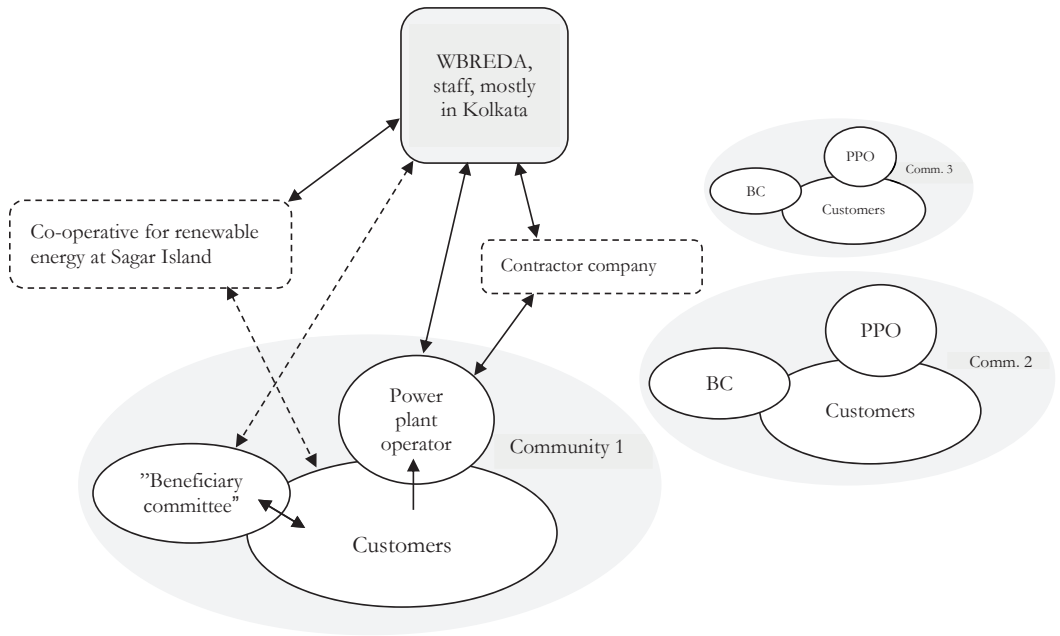 WBREDA,
staff, mostly
in Kolkata
PPO
Comm. 3
BC
Customers
Co-operative for renewable
energy at Sagar Island
Contractor company
PPO
Comm. 2
BC
Customers
Power
plant
operator
Community 1
”Beneficiary
committee”
Customers